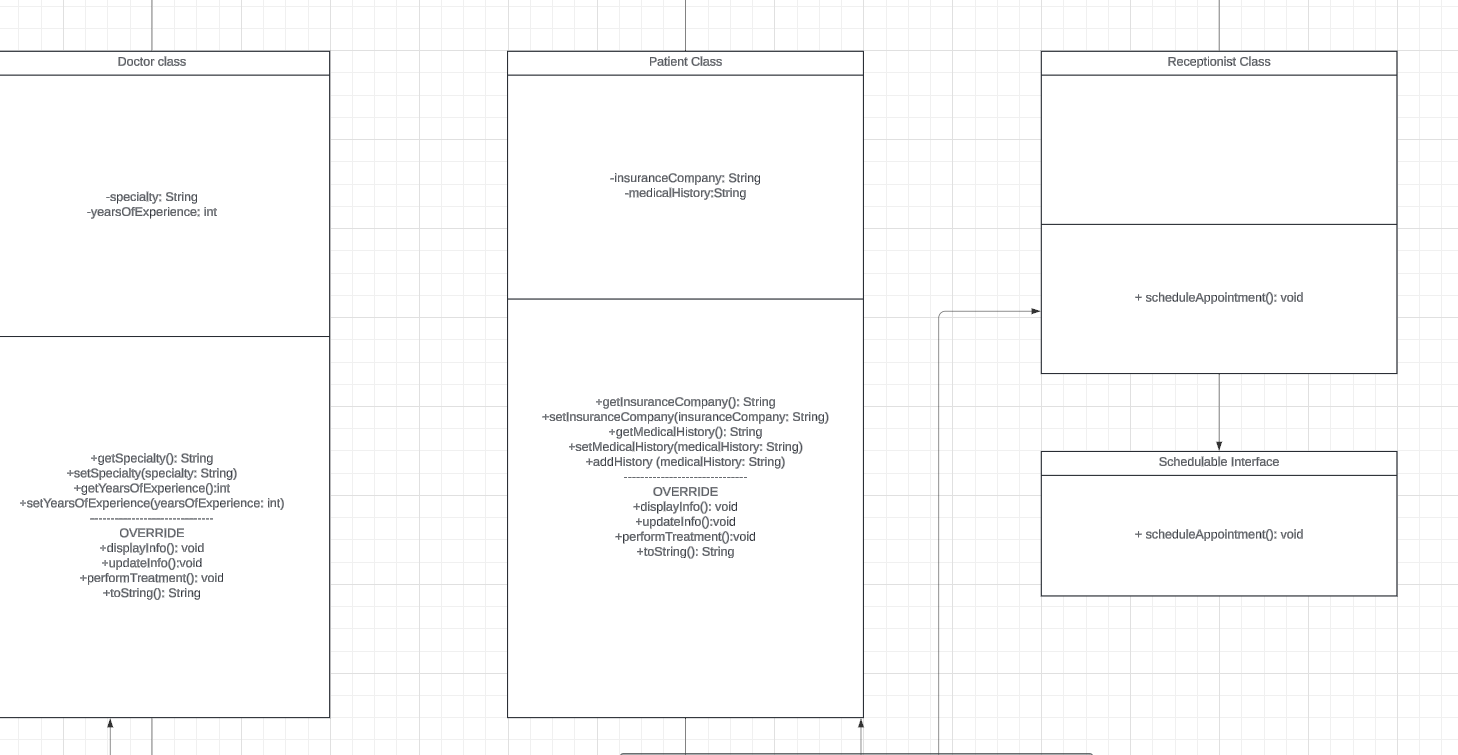 Doctor class
-specialty: String
-yearsOfExperience: int
+getSpecialty(): String
+setSpecialty(specialty: String)
+getYearsOfExperience():int
+setYearsOfExperience(yearsOfExperience: int)
------------------------------
OVERRIDE
+displayInfo(): void
+updateInfo():void
+performTreatment(): void
+toString(): String
Patient Class
-insuranceCompany: String
-medicalHistory:String
+getInsuranceCompany(): String
+setInsuranceCompany(insuranceCompany: String)
+getMedicalHistory(): String
+setMedicalHistory(medicalHistory: String)
+addHistory (medicalHistory: String)
------------------------------
OVERRIDE
+displayInfo(): void
+updateInfo():void
+performTreatment():void
+toString(): String
Receptionist Class
+ scheduleAppointment(): void
Schedulable Interface
+ scheduleAppointment(): void